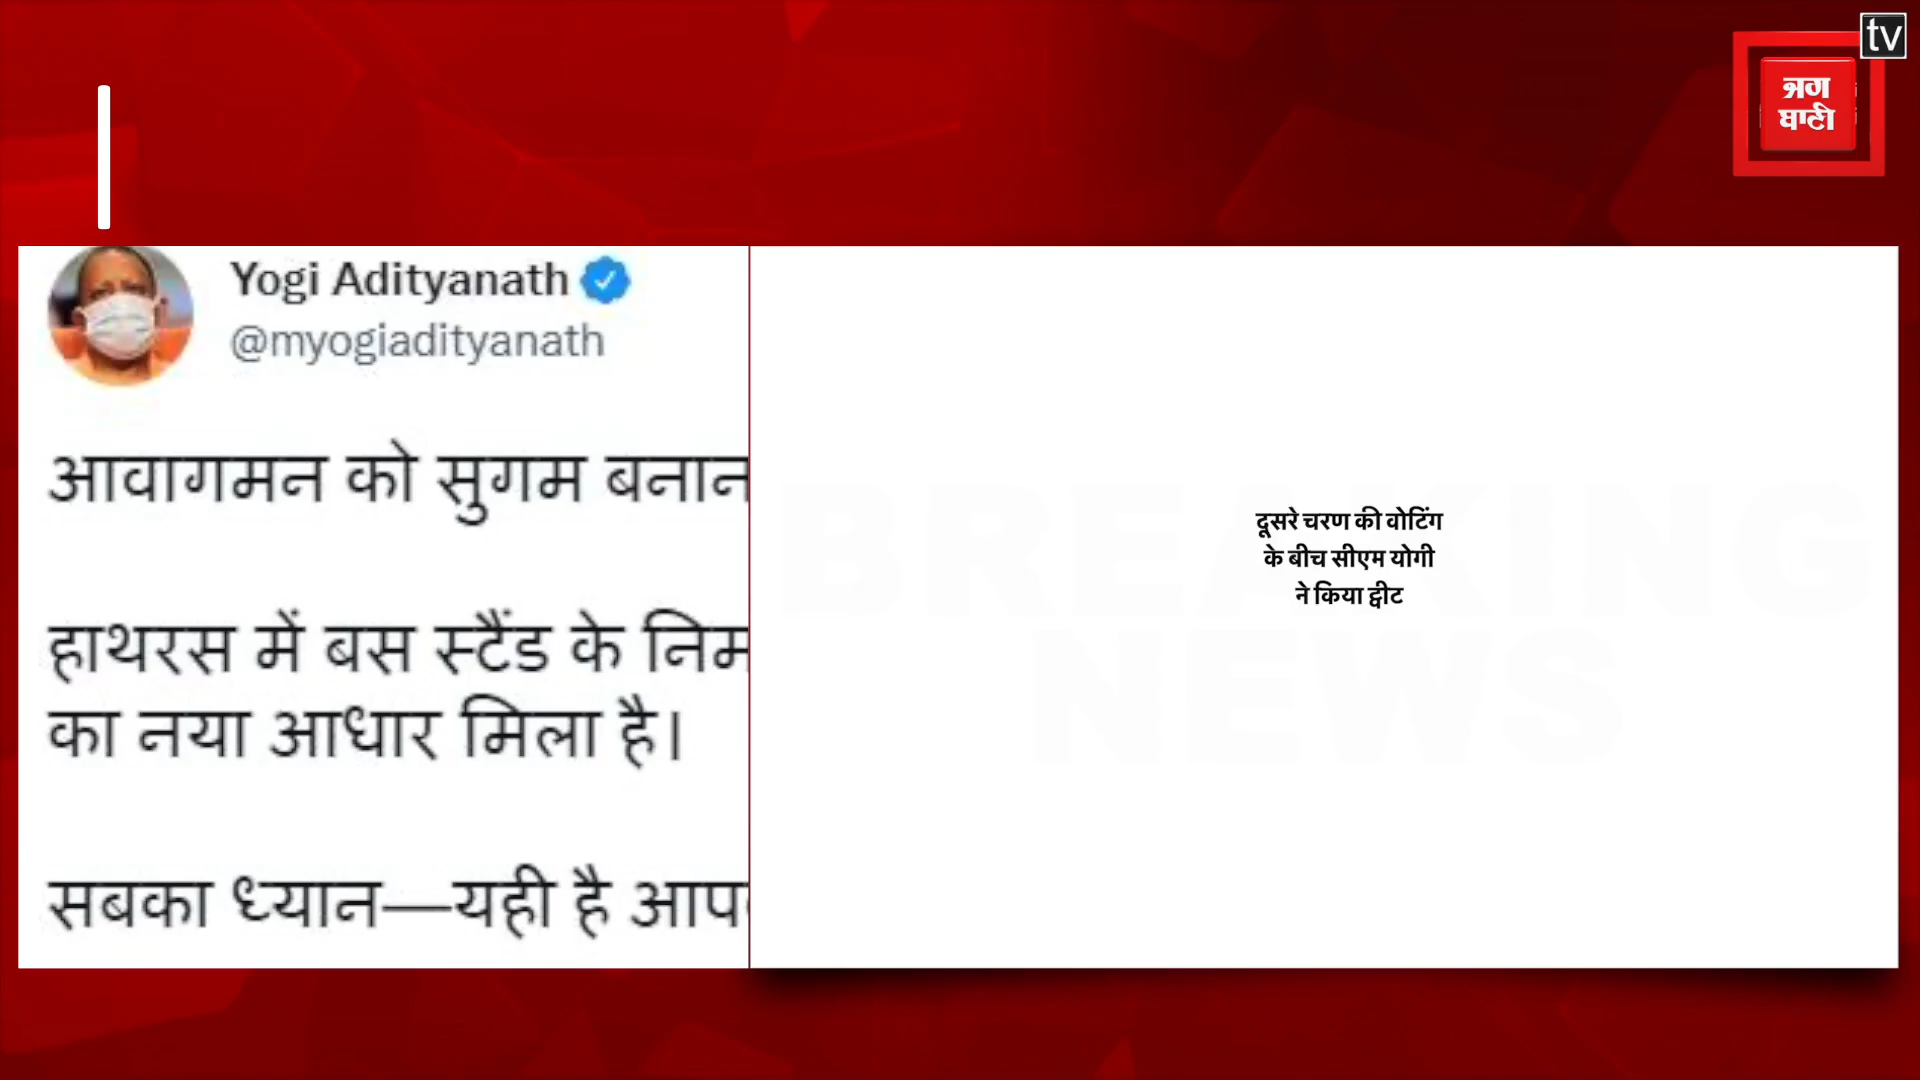 tv
ਜਗ
ਬਾਣੀ
Yogi Adityanath
@myogiadityanath
आवागमन को सुगम बनान
हाथरस में बस स्टैंड के निम
का नया आधार मिला है।
सबका ध्यान—यही है आप
BREAKING
NEWS
दूसरे चरण की वोटिंग
के बीच सीएम योगी
ने किया ट्वीट